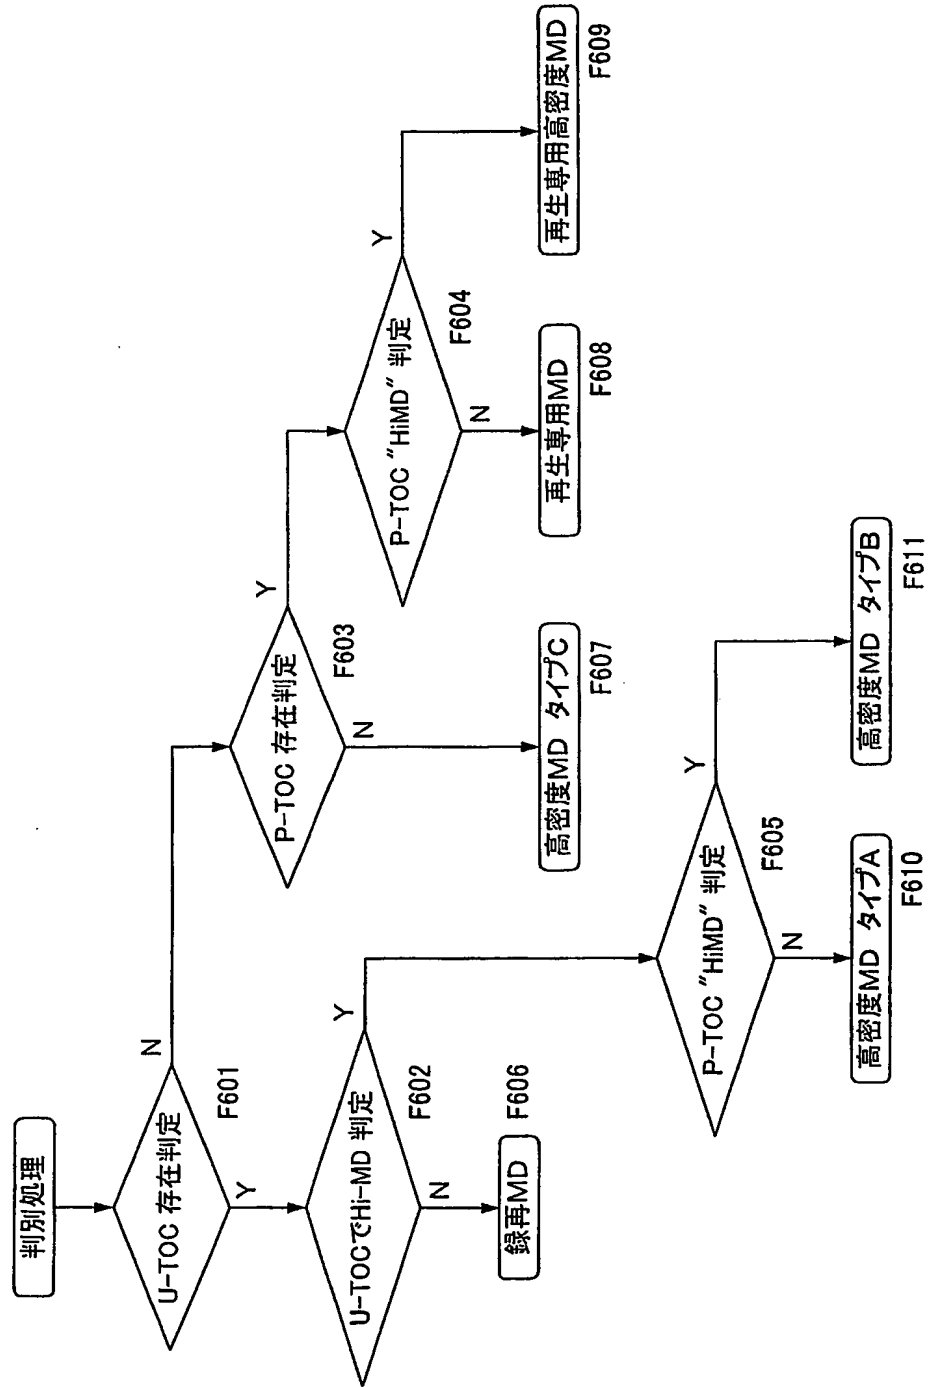 判別処理
U-TOC 存在判定
F601
N
Y
P-TOC 存在判定
F603
Y
N
P-TOC "HiMD" 判定
F604
Y
N
U-TOCでHi-MD 判定
F602
Y
N
録再MD
F606
高密度MD タイプC
F607
再生専用MD
F608
再生専用高密度MD
F609
P-TOC "HiMD" 判定
F605
Y
N
高密度MD タイプA
F610
高密度MD タイプB
F611